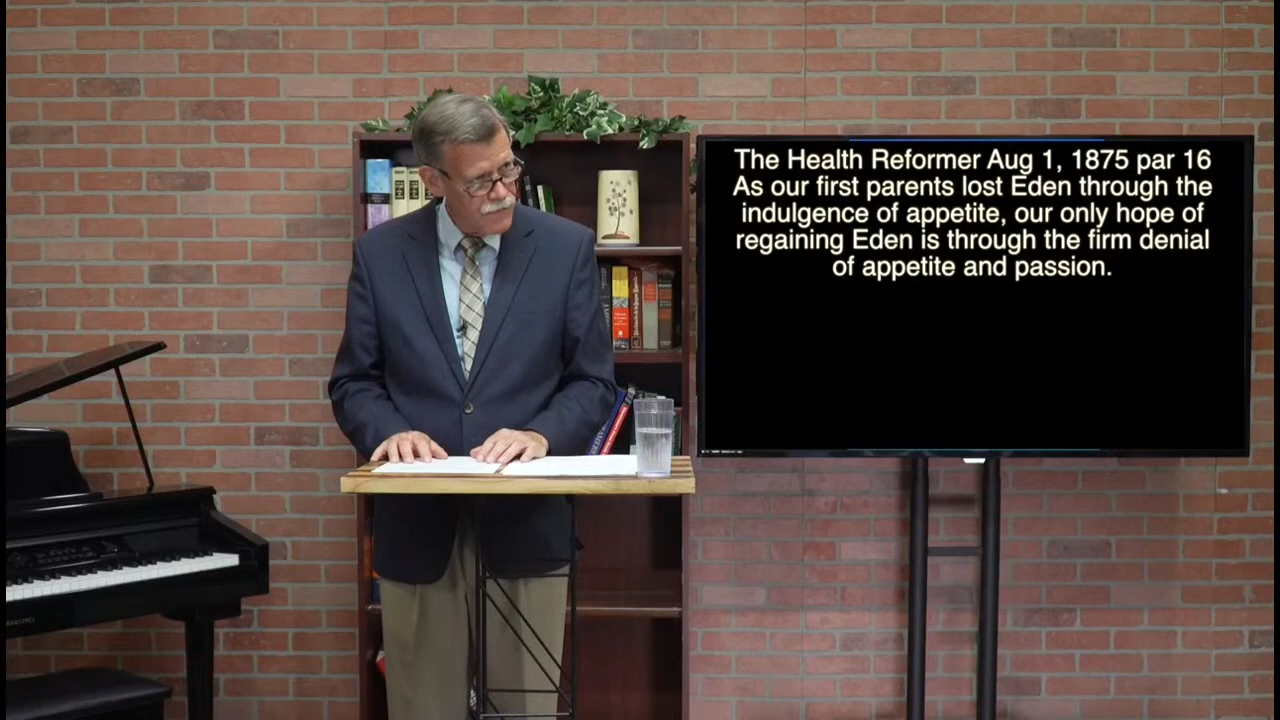 The Health Reformer Aug 1, 1875 par 16
As our first parents lost Eden through the
indulgence of appetite, our only hope of
regaining Eden is through the firm denial
of appetite and passion.